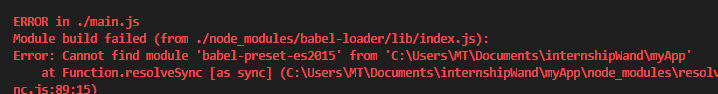 ERROR in ./main.js
Module build failed (from ./node_modules/babel-loader/lib/index.js):
Error: Cannot find module 'babel-preset-es2015' from 'C:\Users\MT\Documents\internshipWand\myApp'
    at Function.resolveSync [as sync] (C:\Users\MT\Documents\internshipWand\myApp\node_modules\resolv
nc.js:89:15)